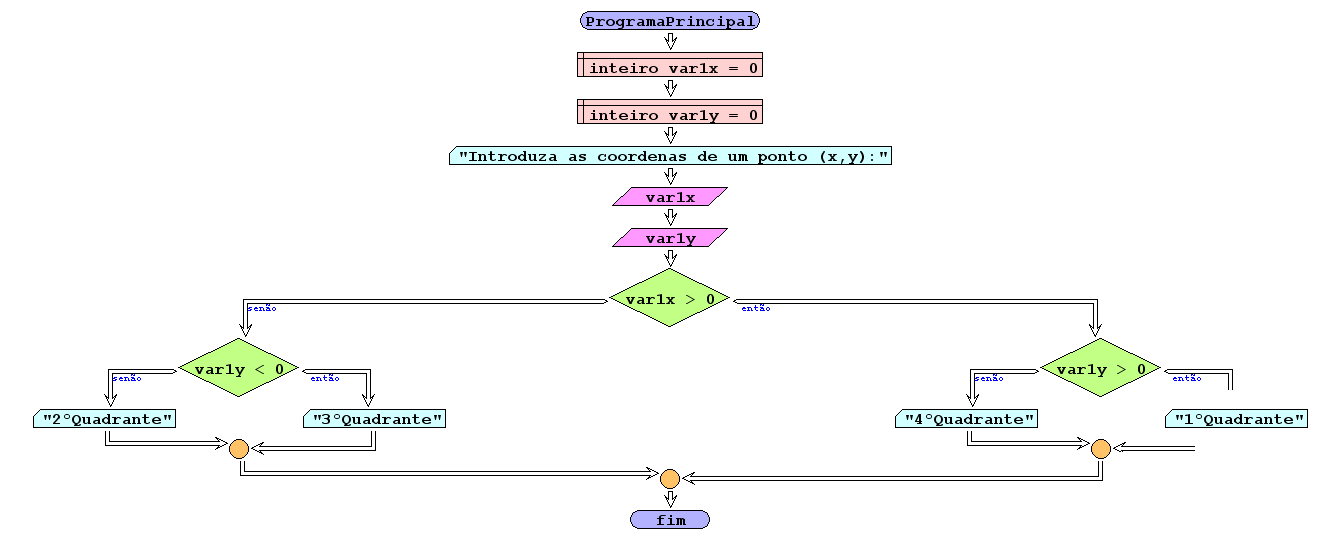 ProgramaPrincipal
inteiro var1x = 0
inteiro var1y = 0
"Introduza as coordenas de um ponto (x,y):"
var1x
var1y
var1x > 0
senão
então
var1y < 0
senão
então
"2°Quadrante"
"3°Quadrante"
var1y > 0
senão
então
"4°Quadrante"
"1°Quadrante"
fim